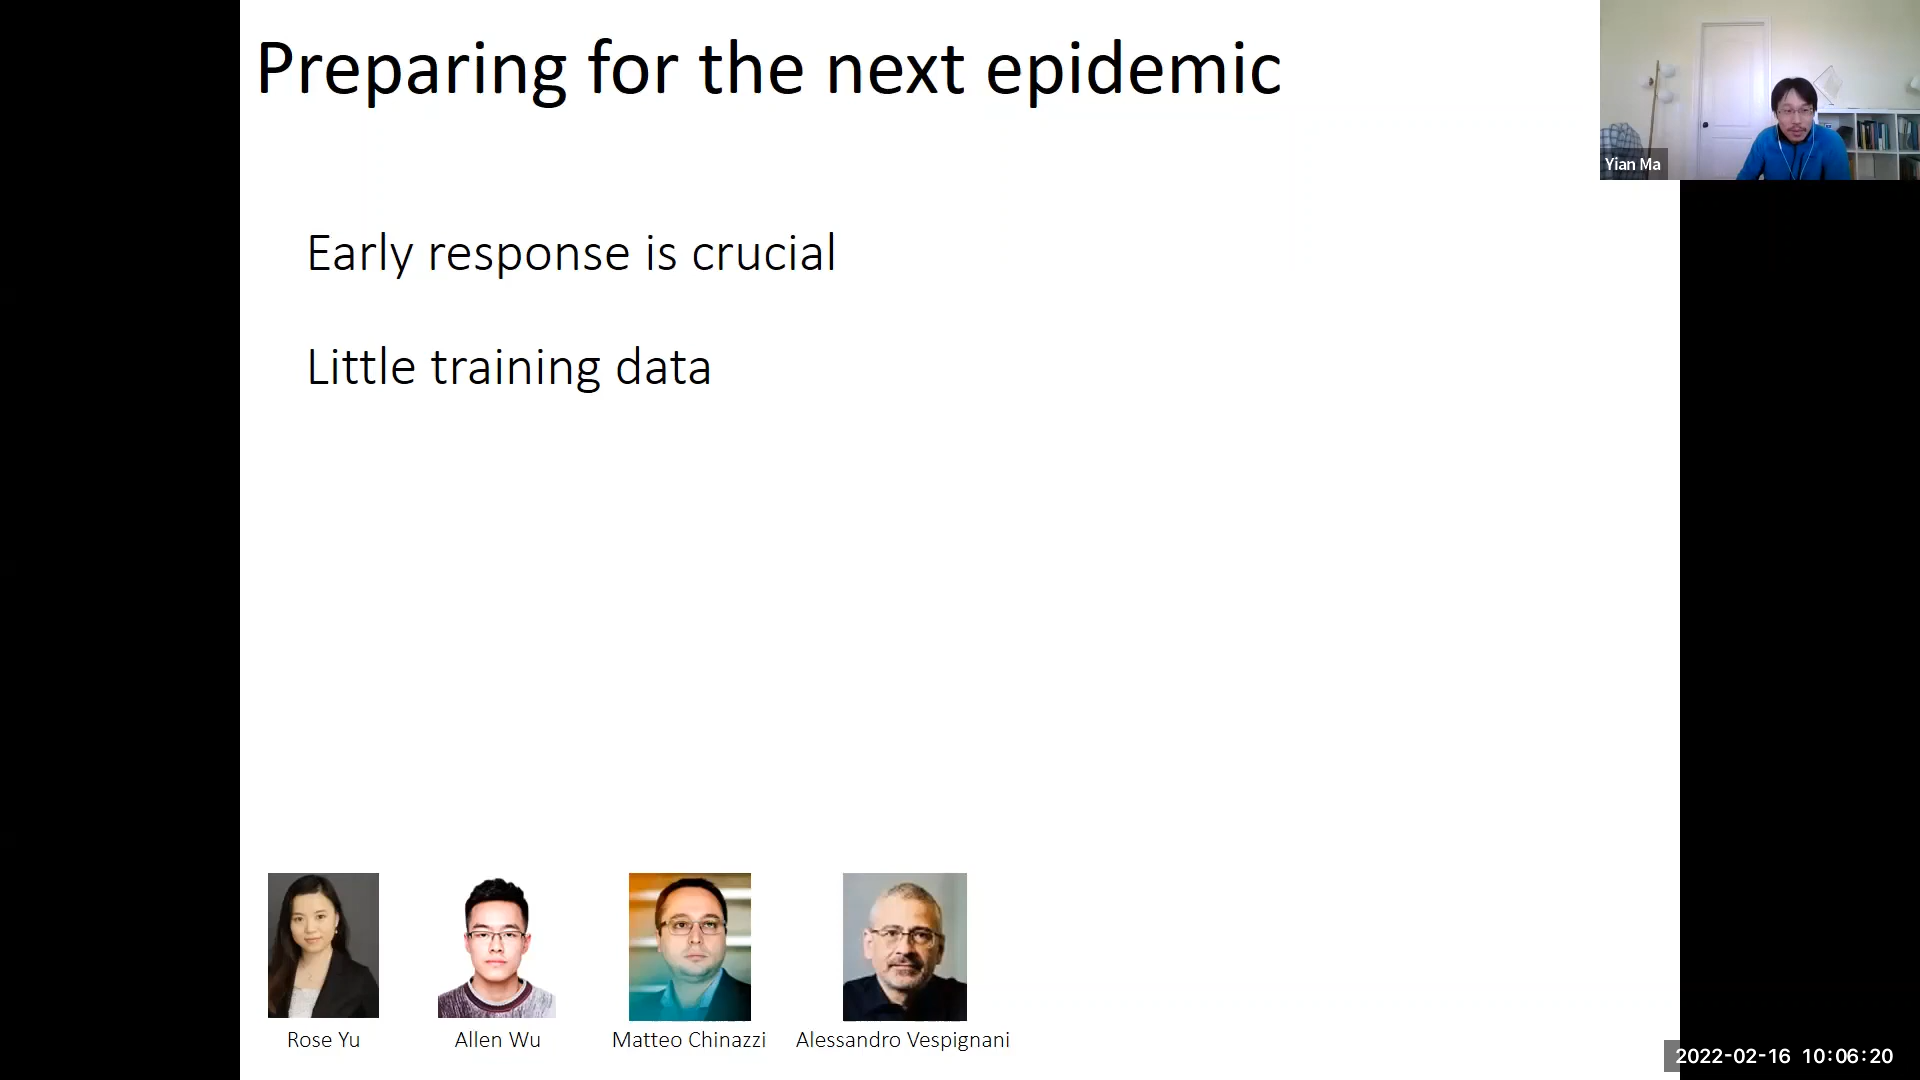 Preparing for the next epidemic
Yian Ma
Early response is crucial
Little training data
Rose Yu
Allen Wu
Matteo Chinazzi
Alessandro Vespignani
2022-02-16 10:06:20